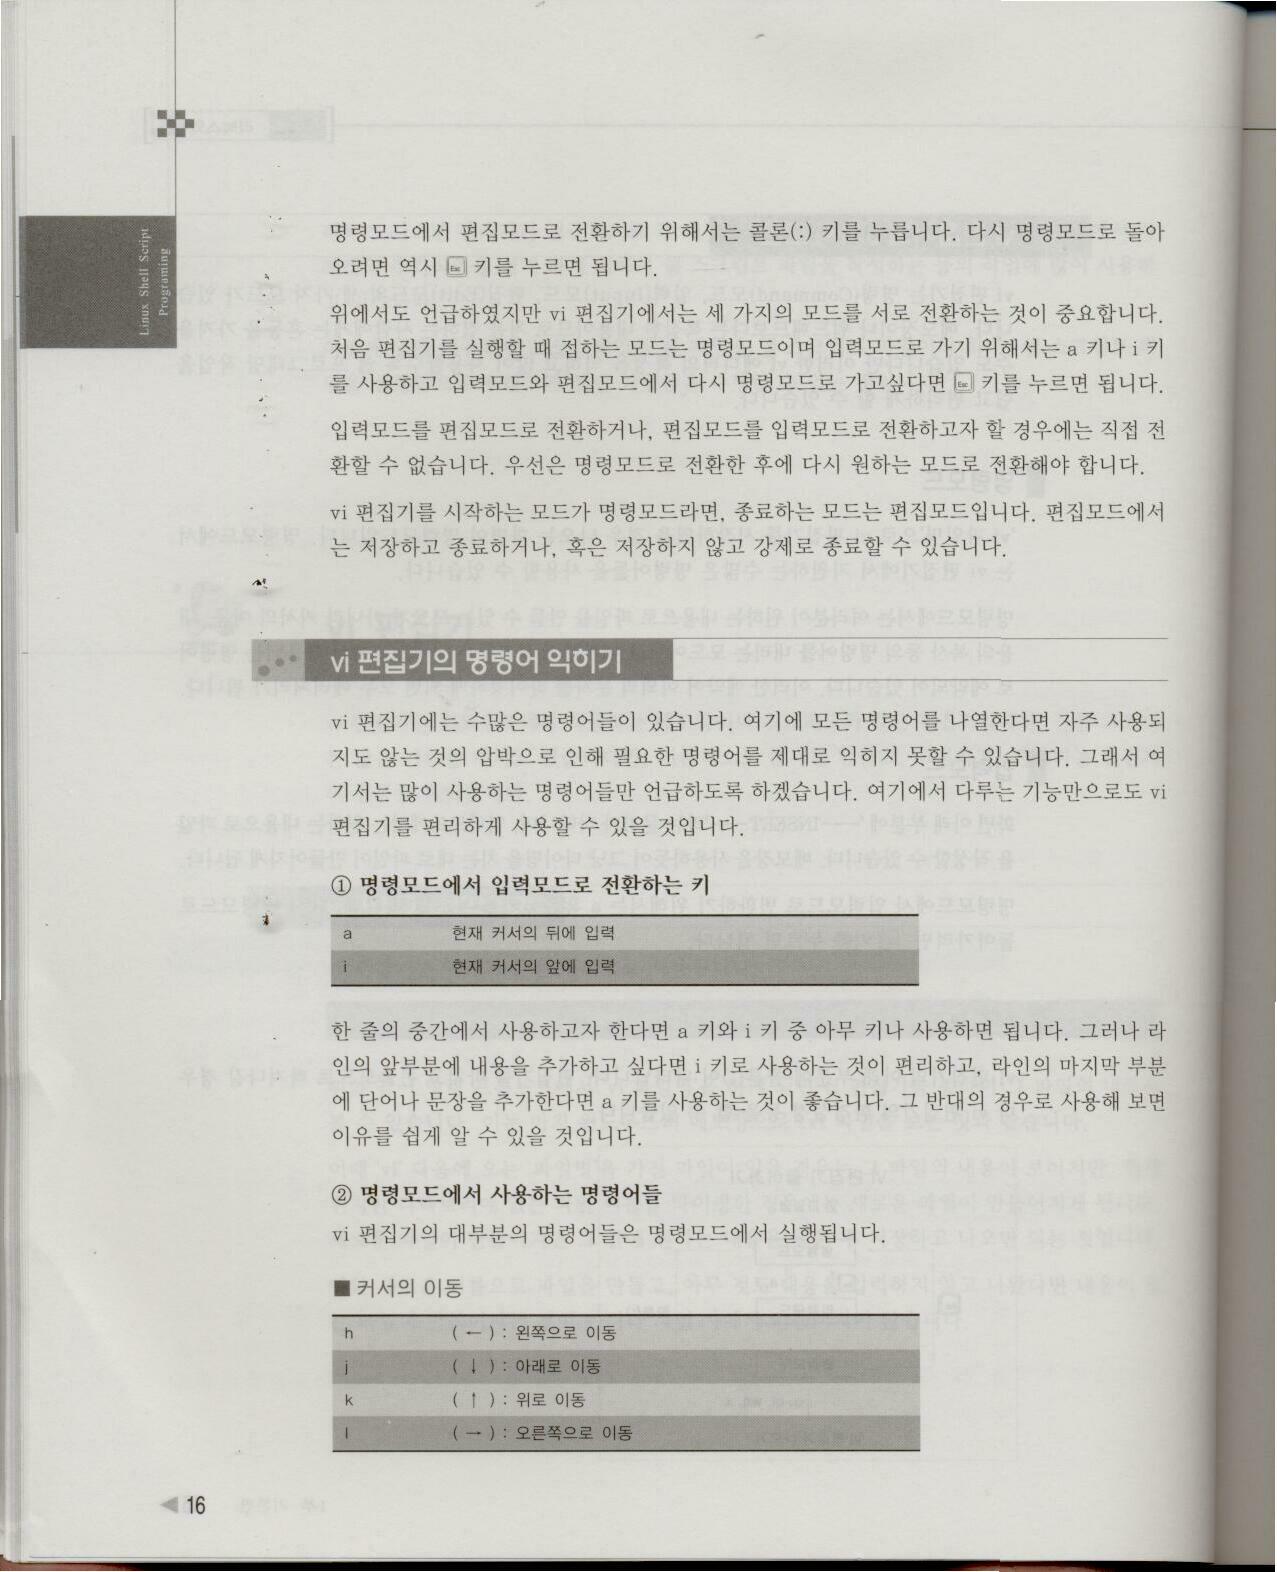 Linux Shell Script
Programing
명령모드에서 편집모드로 전환하기 위해서는 콜론(:) 키를 누릅니다. 다시 명령모드로 돌아
오려면 역시 Esc 키를 누르면 됩니다.
위에서도 언급하였지만 vi 편집기에서는 세 가지의 모드를 서로 전환하는 것이 중요합니다.
처음 편집기를 실행할 때 접하는 모드는 명령모드이며 입력모드로 가기 위해서는 a 키나 i 키
를 사용하고 입력모드와 편집모드에서 다시 명령모드로 가고싶다면 Esc 키를 누르면 됩니다.
입력모드를 편집모드로 전환하거나, 편집모드를 입력모드로 전환하고자 할 경우에는 직접 전
환할 수 없습니다. 우선은 명령모드로 전환한 후에 다시 원하는 모드로 전환해야 합니다.
vi 편집기를 시작하는 모드가 명령모드라면, 종료하는 모드는 편집모드입니다. 편집모드에서
는 저장하고 종료하거나, 혹은 저장하지 않고 강제로 종료할 수 있습니다.
vi 편집기의 명령어 익히기
vi 편집기에는 수많은 명령어들이 있습니다. 여기에 모든 명령어를 나열한다면 자주 사용되
지도 않는 것의 압박으로 인해 필요한 명령어를 제대로 익히지 못할 수 있습니다. 그래서 여
기서는 많이 사용하는 명령어들만 언급하도록 하겠습니다. 여기에서 다루는 기능만으로도 vi
편집기를 편리하게 사용할 수 있을 것입니다.
① 명령모드에서 입력모드로 전환하는 키
a 현재 커서의 뒤에 입력
i 현재 커서의 앞에 입력
한 줄의 중간에서 사용하고자 한다면 a 키와 i 키 중 아무 키나 사용하면 됩니다. 그러나 라
인의 앞부분에 내용을 추가하고 싶다면 i 키로 사용하는 것이 편리하고, 라인의 마지막 부분
에 단어나 문장을 추가한다면 a 키를 사용하는 것이 좋습니다. 그 반대의 경우로 사용해 보면
이유를 쉽게 알 수 있을 것입니다.
② 명령모드에서 사용하는 명령어들
vi 편집기의 대부분의 명령어들은 명령모드에서 실행됩니다.
■ 커서의 이동
h ( ← ) : 왼쪽으로 이동
j ( ↓ ) : 아래로 이동
k ( ↑ ) : 위로 이동
l ( → ) : 오른쪽으로 이동
◀ 16